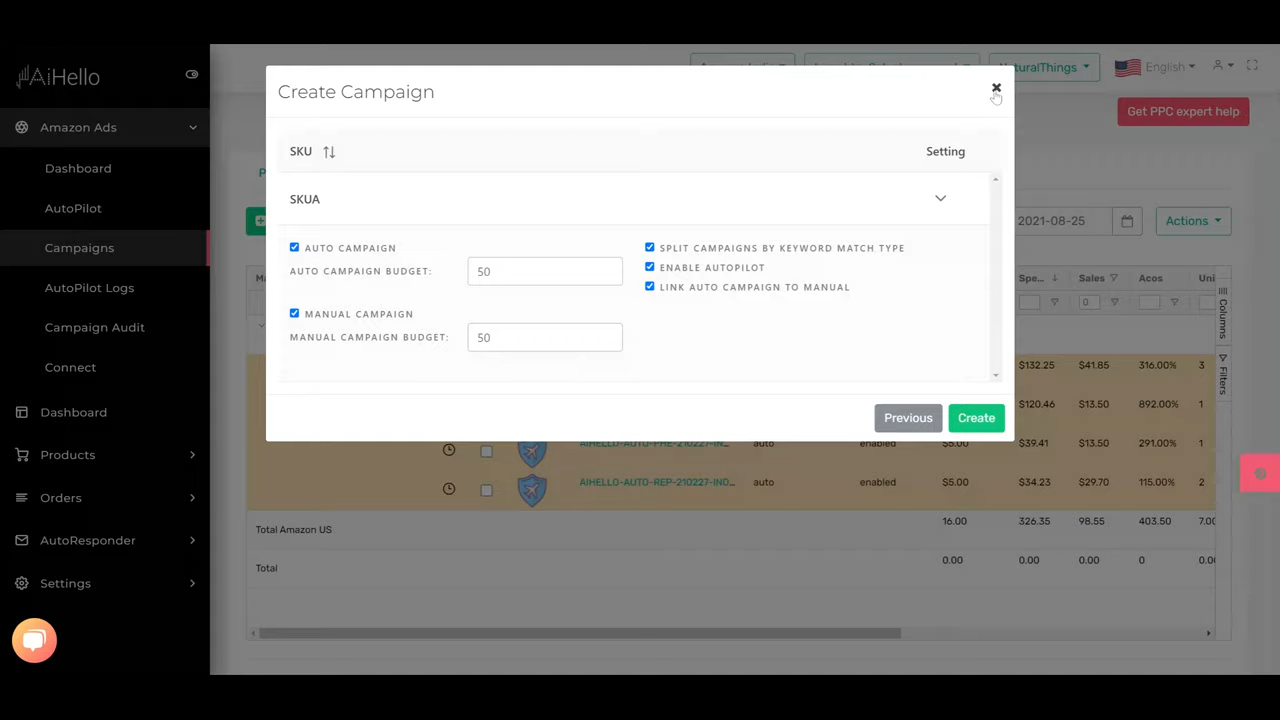 AiHello
Amazon Ads
Dashboard
AutoPilot
Campaigns
AutoPilot Logs
Campaign Audit
Connect
Dashboard
Products
Orders
AutoResponder
Settings
NaturalThings
English
Get PPC expert help
Create Campaign
SKU
Setting
SKUA
AUTO CAMPAIGN
AUTO CAMPAIGN BUDGET:
50
MANUAL CAMPAIGN
MANUAL CAMPAIGN BUDGET:
50
SPLIT CAMPAIGNS BY KEYWORD MATCH TYPE
ENABLE AUTOPILOT
LINK AUTO CAMPAIGN TO MANUAL
Previous
Create
2021-08-25
Actions
Spe...
Sales
Acos
Uni
0
Columns
Filters
$132.25 $41.85 316.00% 3
$120.46 $13.50 892.00% 1
AIHELLO-AUTO-PHE-210227-IN... auto enabled $5.00 $39.41 $13.50 291.00% 1
AIHELLO-AUTO-REP-210227-IND... auto enabled $5.00 $34.23 $29.70 115.00% 2
Total Amazon US 16.00 326.35 98.55 403.50 7.00
Total 0.00 0.00 0.00 0 0.0